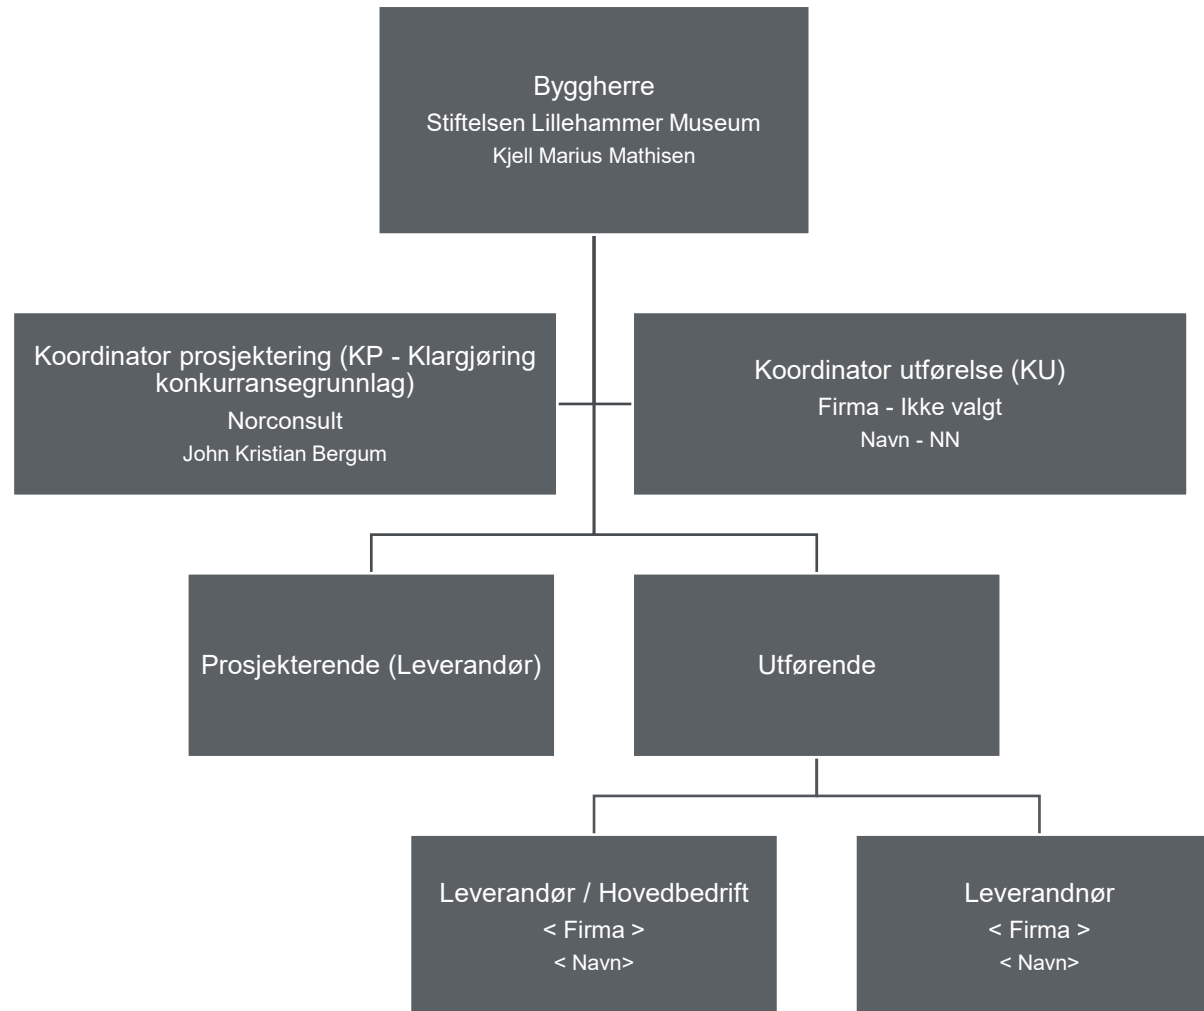 Byggherre
Stiftelsen Lillehammer Museum
Kjell Marius Mathisen
Koordinator prosjektering (KP - Klargjøring
konkurransegrunnlag)
Norconsult
John Kristian Bergum
Koordinator utførelse (KU)
Firma - Ikke valgt
Navn - NN
Prosjekterende (Leverandør)
Utførende
Leverandør / Hovedbedrift
< Firma >
< Navn>
Leverandnør
< Firma >
< Navn>